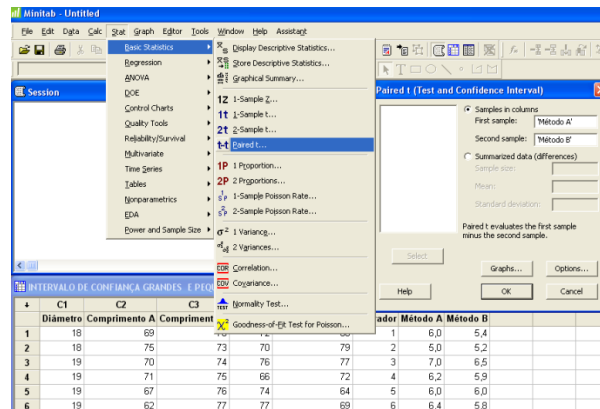 Minitab - Untitled
File Edit Data Calc Stat Graph Editor Tools Window Help Assistant
Session
Basic Statistics
Regression
ANOVA
DOE
Control Charts
Quality Tools
Reliability/Survival
Multivariate
Time Series
Tables
Nonparametrics
EDA
Power and Sample Size
Display Descriptive Statistics...
Store Descriptive Statistics...
Graphical Summary...
1Z 1-Sample Z...
1t 1-Sample t...
2t 2-Sample t...
t-t Paired t...
1P 1 Proportion...
2P 2 Proportions...
1-Sample Poisson Rate...
2-Sample Poisson Rate...
σ² 1 Variance...
2 Variances...
COR Correlation...
COV Covariance...
Normality Test...
Goodness-of-Fit Test for Poisson...
Paired t (Test and Confidence Interval)
Samples in columns
First sample: 'Método A'
Second sample: 'Método B'
Summarized data (differences)
Sample size:
Mean:
Standard deviation:
Paired t evaluates the first sample
minus the second sample.
Select
Graphs... Options...
Help OK Cancel
INTERVALO DE CONFIANÇA GRANDES E PEQ
C1 C2 C3
Diâmetro Comprimento A Compriment ador Método A Método B
1 18 69 1 6,0 5,4
2 18 75 73 70 79 2 5,0 5,2
3 19 70 74 76 77 3 7,0 6,5
4 19 71 75 66 72 4 6,2 5,9
5 19 67 76 74 64 5 6,0 6,0
6 19 62 77 77 69 6 6,4 5,8